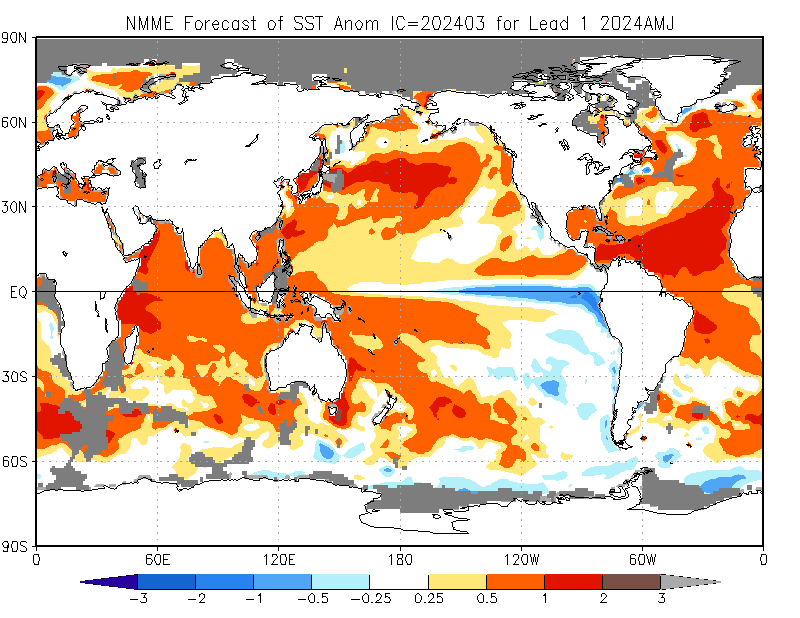 NMME Forecast of SST Anom IC=202403 for Lead 1 2024AMJ
90N
60N
30N
EQ
30S
60S
90S
0 60E 120E 180 120W 60W 0
-3 -2 -1 -0.5 -0.25 0.25 0.5 1 2 3